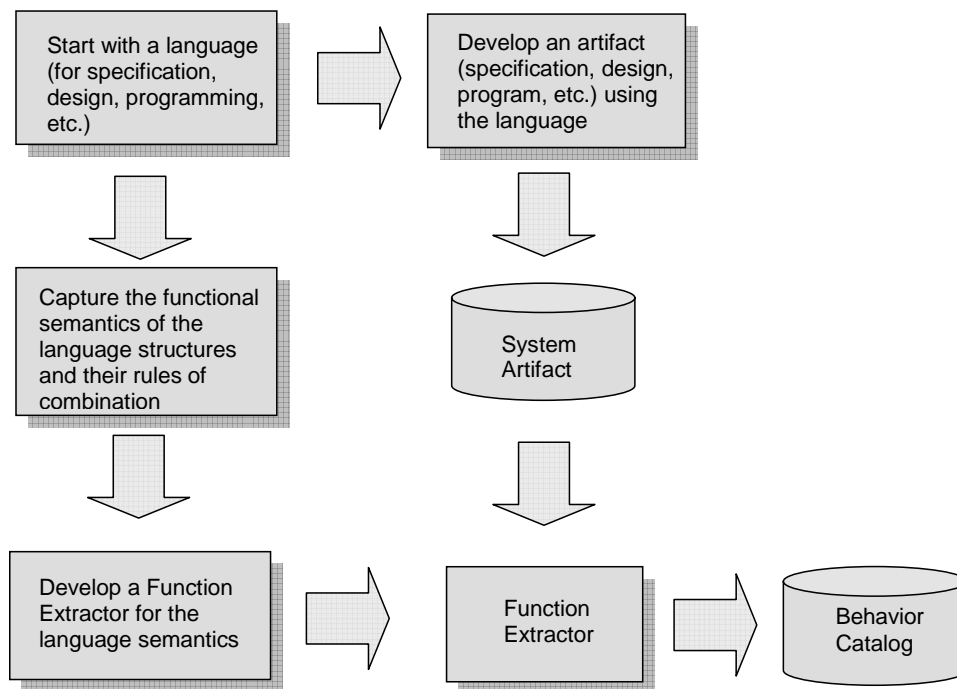 Start with a language
(for specification,
design, programming,
etc.)
Develop an artifact
(specification, design,
program, etc.) using
the language
Capture the functional
semantics of the
language structures
and their rules of
combination
System
Artifact
Develop a Function
Extractor for the
language semantics
Function
Extractor
Behavior
Catalog